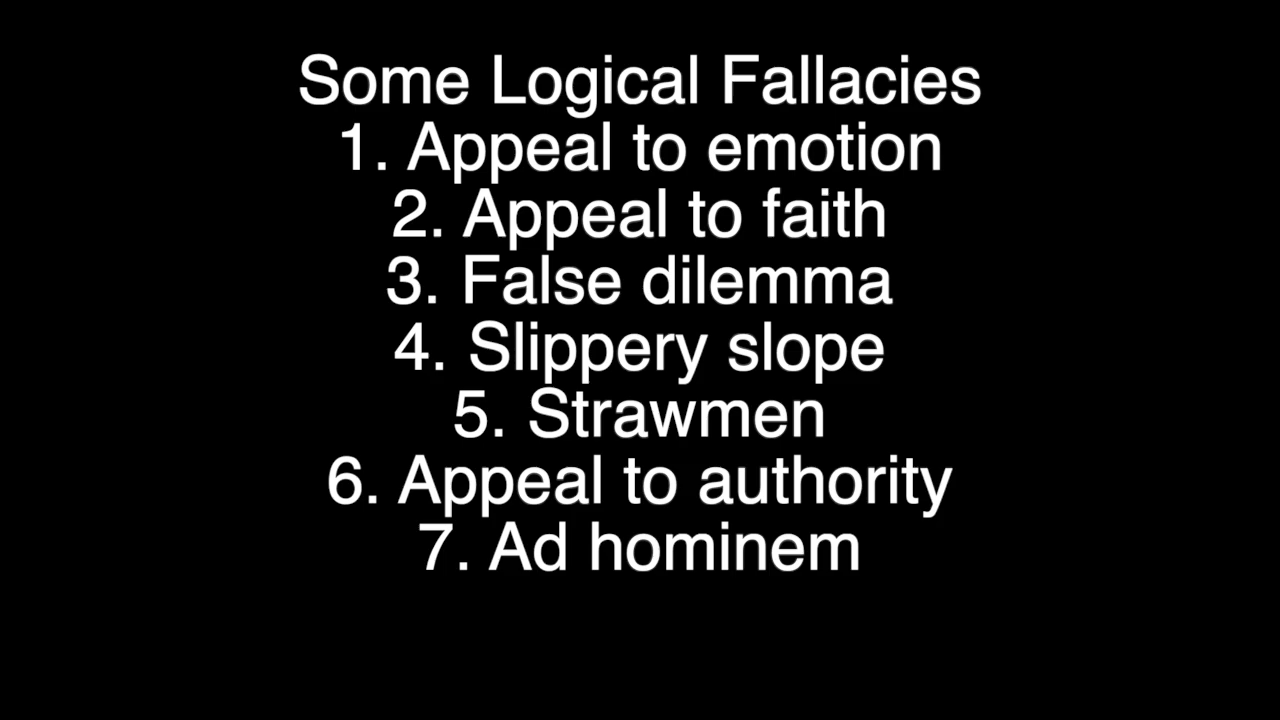 Some Logical Fallacies
1. Appeal to emotion
2. Appeal to faith
3. False dilemma
4. Slippery slope
5. Strawmen
6. Appeal to authority
7. Ad hominem